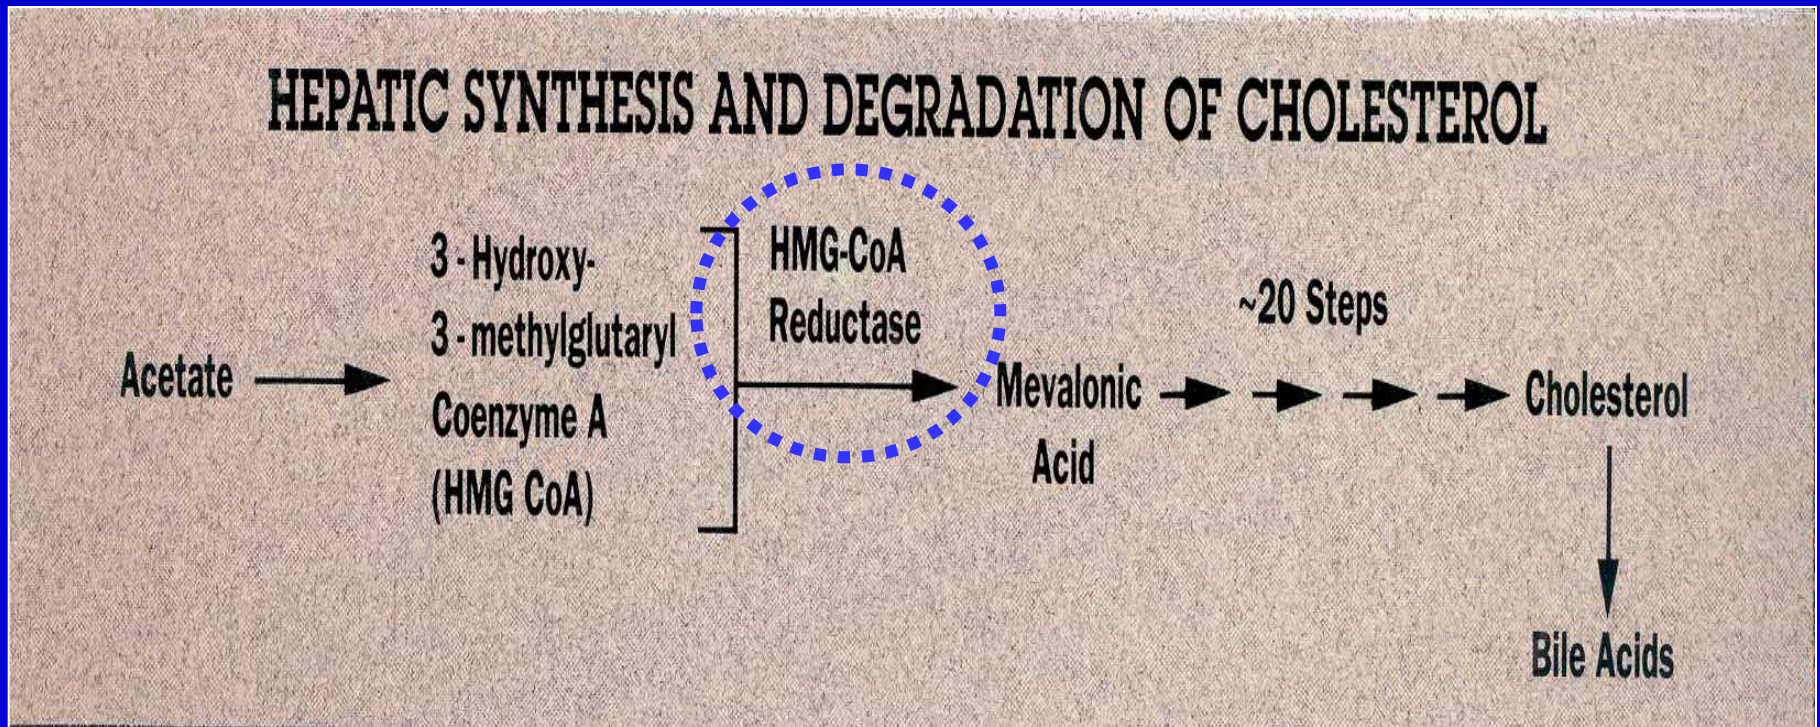 HEPATIC SYNTHESIS AND DEGRADATION OF CHOLESTEROL
Acetate
3 - Hydroxy-
3 - methylglutaryl
Coenzyme A
(HMG CoA)
HMG-CoA
Reductase
Mevalonic
Acid
~20 Steps
Cholesterol
Bile Acids